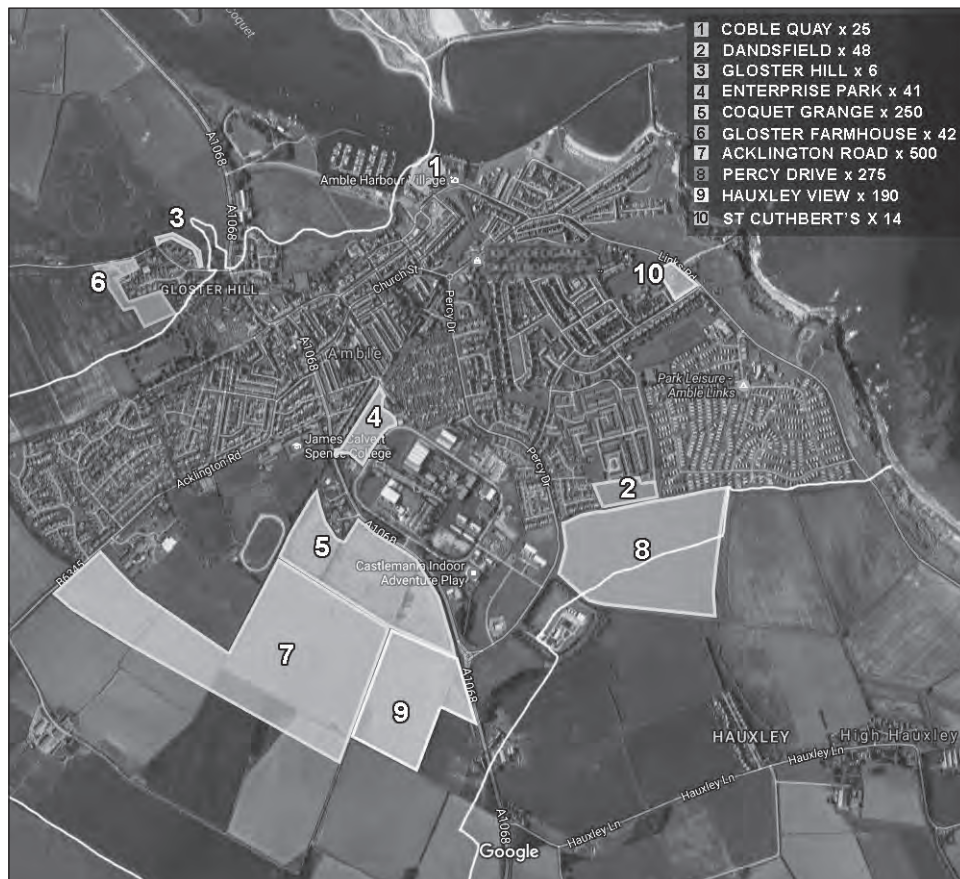 1 COBLE QUAY x 25
2 DANDSFIELD x 48
3 GLOSTER HILL x 6
4 ENTERPRISE PARK x 41
5 COQUET GRANGE x 250
6 GLOSTER FARMHOUSE x 42
7 ACKLINGTON ROAD x 500
8 PERCY DRIVE x 275
9 HAUXLEY VIEW x 190
10 ST CUTHBERT'S X 14
Coquet
A1068
1
Amble Harbour Village
3
A1068
6
GLOSTER HILL
Church St
Percy Dr
10
Links Rd
A1068
Amble
Park Leisure -
Amble Links
4
James Calvert
Spence College
Acklington Rd
Percy Dr
2
5
A1068
8
Castlemania Indoor
Adventure Play
B6345
7
A1068
9
HAUXLEY
High Hauxley
Hauxley Ln
Hauxley Ln
Hauxley Ln
A1068
Google